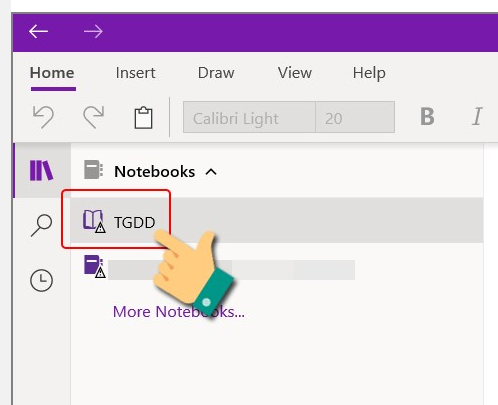 Home Insert Draw View Help
Calibri Light 20 B I
Notebooks
TGDD
More Notebooks...